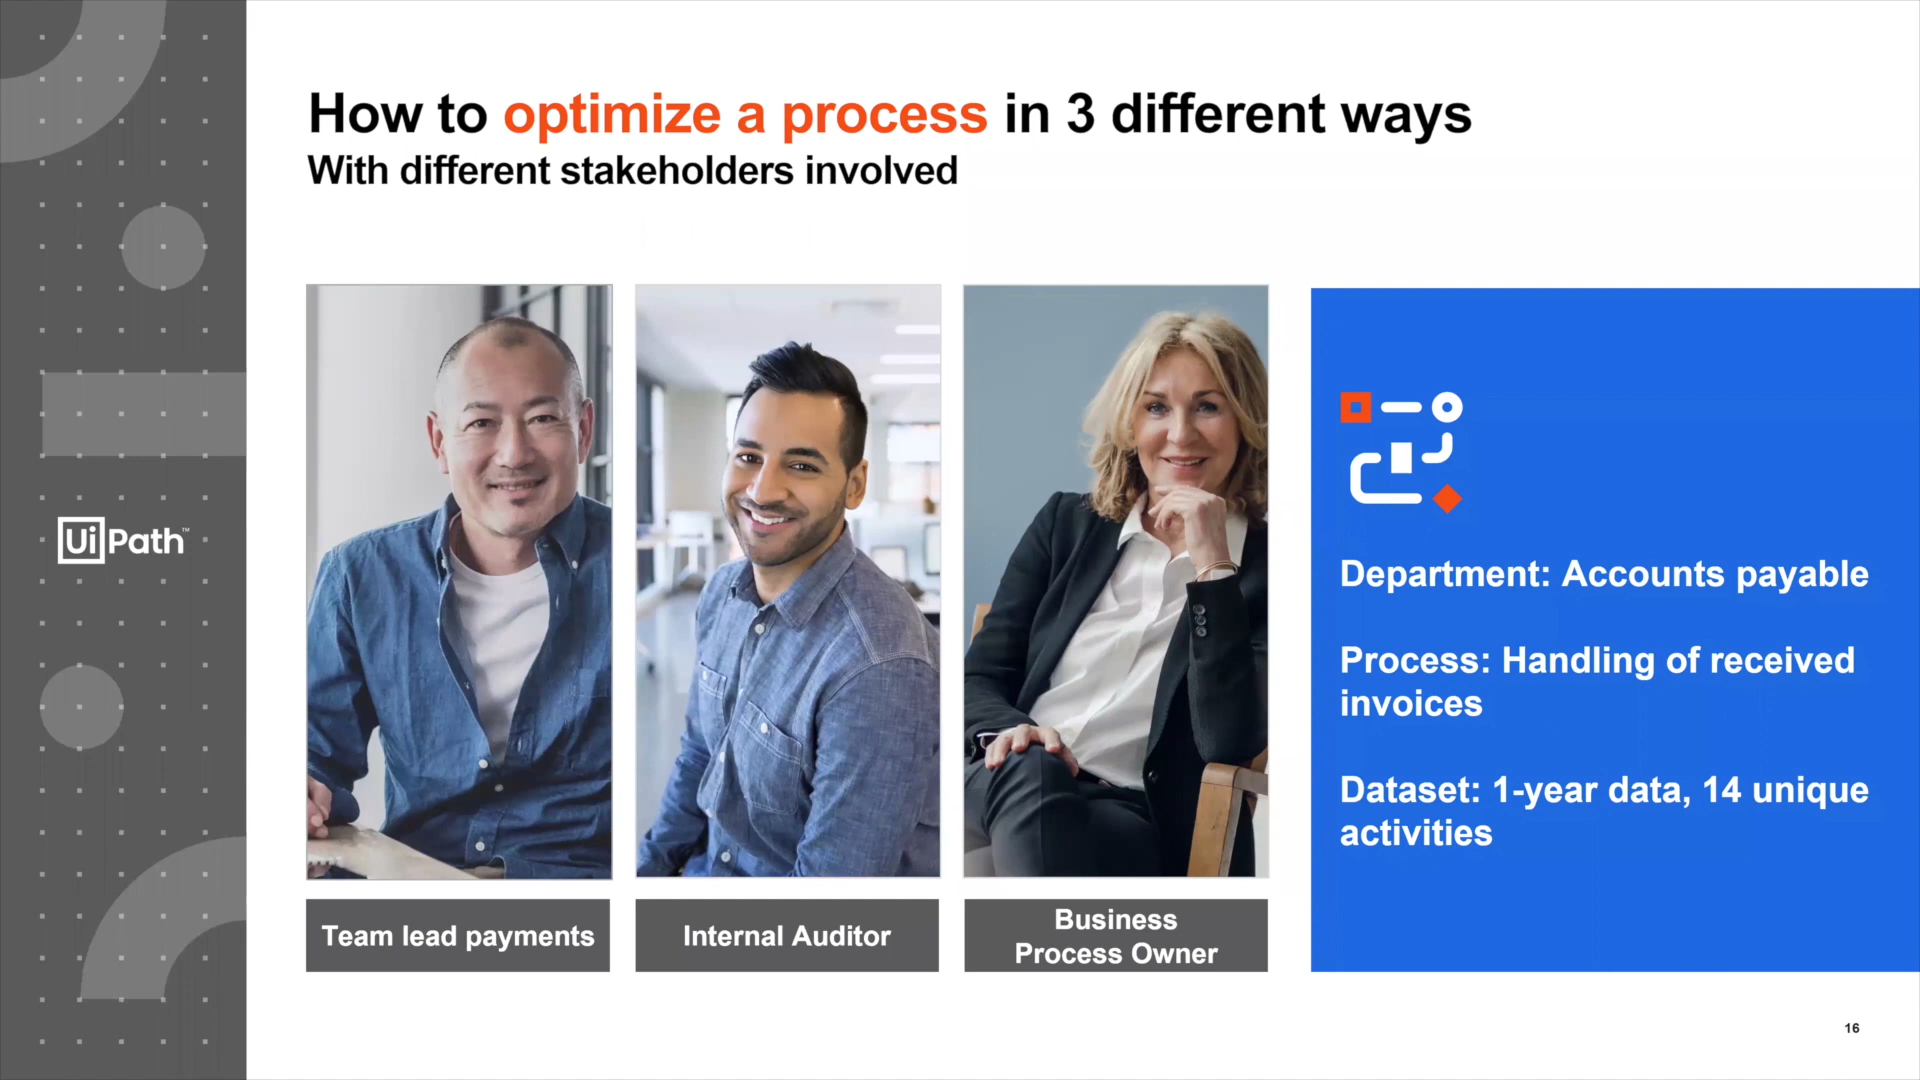 How to optimize a process in 3 different ways
With different stakeholders involved
UiPath™
Team lead payments
Internal Auditor
Business
Process Owner
Department: Accounts payable
Process: Handling of received
invoices
Dataset: 1-year data, 14 unique
activities
16